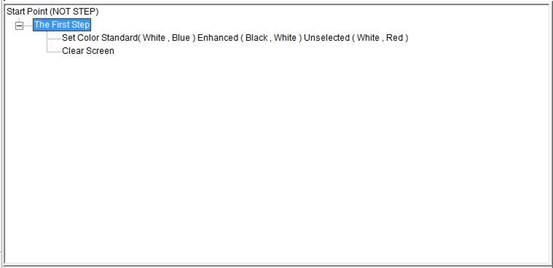 Start Point (NOT STEP)
The First Step
Set Color Standard( White , Blue ) Enhanced ( Black , White ) Unselected ( White , Red )
Clear Screen